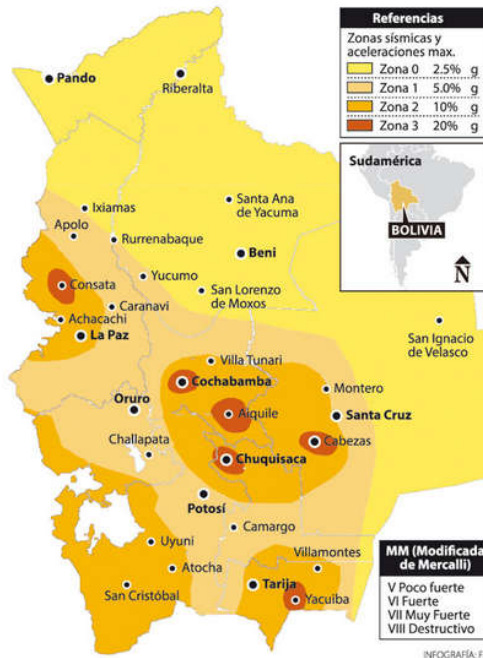 Referencias
Zonas sísmicas y
aceleraciones max.
Zona 0 2.5% g
Zona 1 5.0% g
Zona 2 10% g
Zona 3 20% g
Sudamérica
BOLIVIA
N
Pando
Riberalta
Santa Ana
de Yacuma
Ixiamas
Apolo
Rurrenabaque
Beni
Yucumo
Consata
San Lorenzo
de Moxos
Caranavi
Achacachi
La Paz
San Ignacio
de Velasco
Villa Tunari
Cochabamba
Montero
Oruro
Aiquile
Santa Cruz
Challapata
Cabezas
Chuquisaca
Potosí
Camargo
Uyuni
Villamontes
Atocha
San Cristóbal
Tarija
Yacuiba
MM (Modificada
de Mercalli)
V Poco fuerte
VI Fuerte
VII Muy Fuerte
VIII Destructivo
INFOGRAFÍA: F